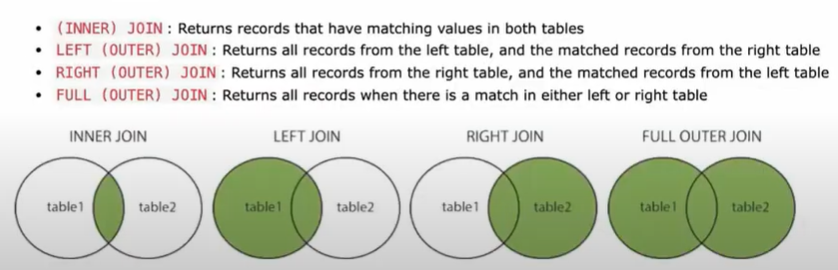 • (INNER) JOIN : Returns records that have matching values in both tables
• LEFT (OUTER) JOIN : Returns all records from the left table, and the matched records from the right table
• RIGHT (OUTER) JOIN : Returns all records from the right table, and the matched records from the left table
• FULL (OUTER) JOIN : Returns all records when there is a match in either left or right table
INNER JOIN LEFT JOIN RIGHT JOIN FULL OUTER JOIN
table1 table2 table1 table2 table1 table2 table1 table2